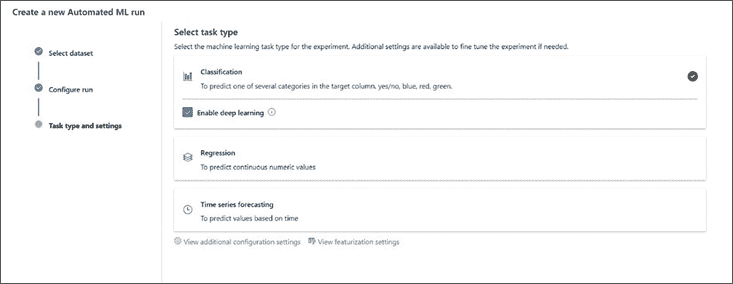 Create a new Automated ML run
Select dataset
Configure run
Task type and settings
Select task type
Select the machine learning task type for the experiment. Additional settings are available to fine tune the experiment if needed.
Classification
To predict one of several categories in the target column. yes/no, blue, red, green.
Enable deep learning
Regression
To predict continuous numeric values
Time series forecasting
To predict values based on time
View additional configuration settings View featurization settings